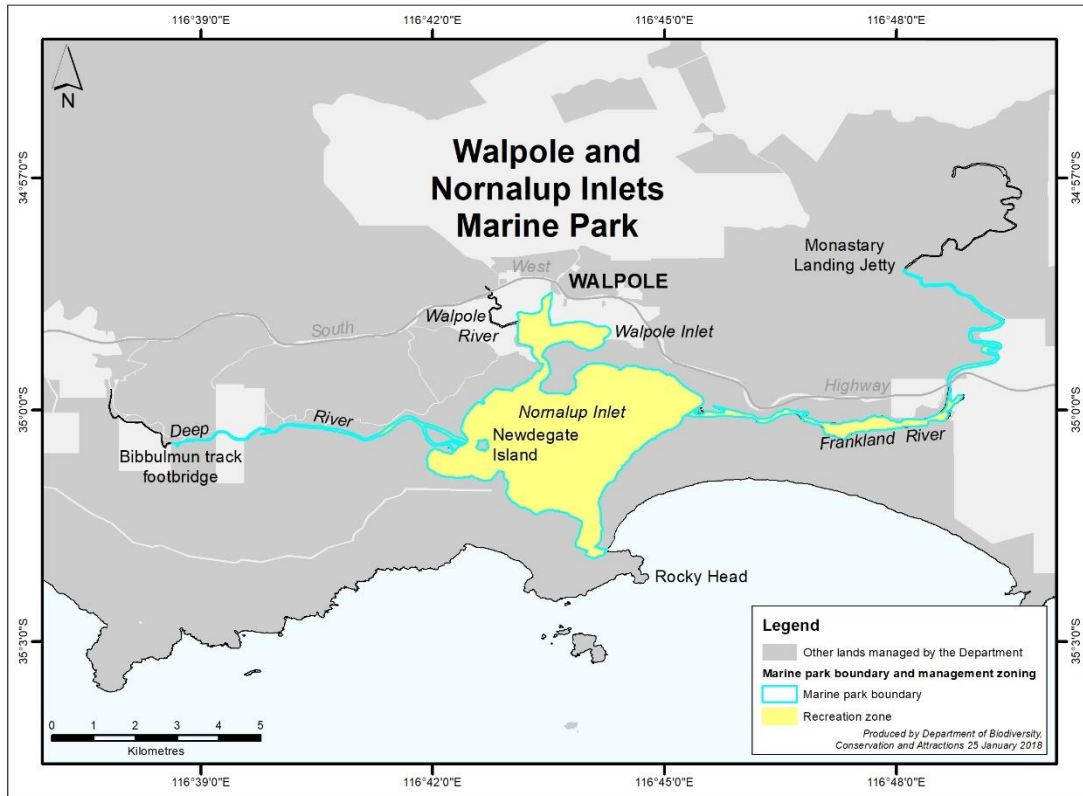 116°39'0"E
116°42'0"E
116°45'0"E
116°48'0"E
N
Walpole and
Nornalup Inlets
Marine Park
34°57'0"S
34°57'0"S
Monastary
Landing Jetty
West
WALPOLE
South
Walpole
River
Walpole Inlet
Highway
35°0'0"S
35°0'0"S
Deep
River
Nornalup Inlet
Newdegate
Island
Frankland River
Bibbulmun track
footbridge
Rocky Head
35°3'0"S
35°3'0"S
Legend
Other lands managed by the Department
Marine park boundary and management zoning
Marine park boundary
Recreation zone
Produced by Department of Biodiversity,
Conservation and Attractions 25 January 2018
0 1 2 3 4 5
Kilometres
116°39'0"E
116°42'0"E
116°45'0"E
116°48'0"E